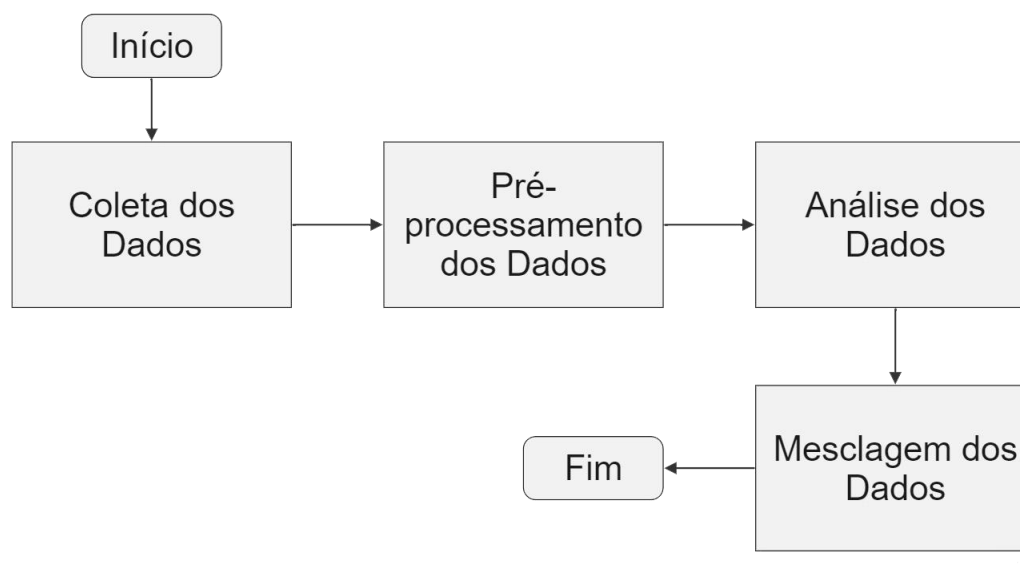 Início
Coleta dos
Dados
Pré-
processamento
dos Dados
Análise dos
Dados
Mesclagem dos
Dados
Fim